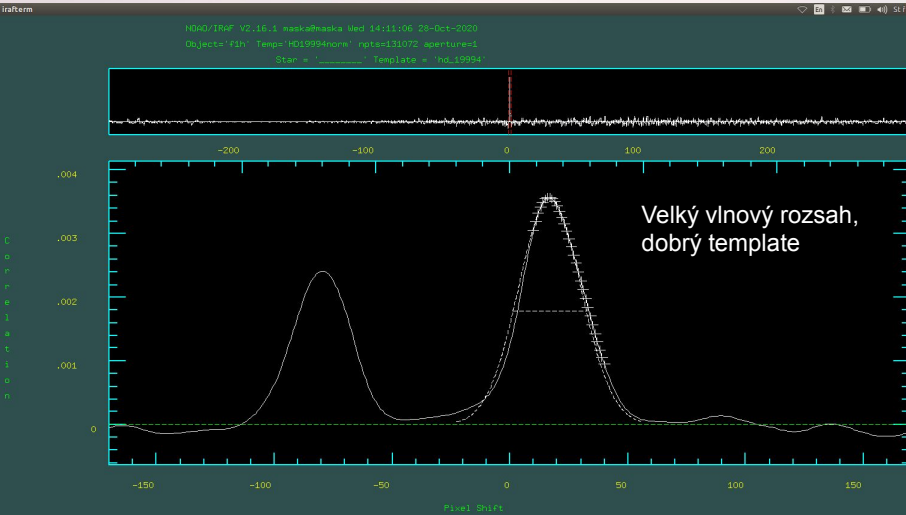 irafterm
En
St f
NOAO/IRAF V2.16.1 maska@maska Wed 14:11:06 28-Oct-2020
Object='f1h' Temp='HD19994norm' npts=131072 aperture=1
Star = '________' Template = 'hd_19994'
-200 -100 0 100 200
.004
.003
.002
.001
0
Correlation
Velký vlnový rozsah,
dobrý template
-150 -100 -50 0 50 100 150
Pixel Shift